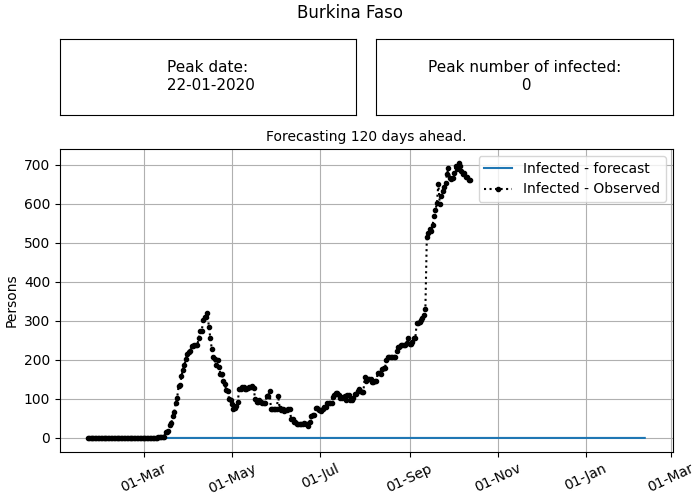 Burkina Faso
Peak date:
22-01-2020
Peak number of infected:
0
Forecasting 120 days ahead.
Infected - forecast
Infected - Observed
Persons
700
600
500
400
300
200
100
0
01-Mar
01-May
01-Jul
01-Sep
01-Nov
01-Jan
01-Mar